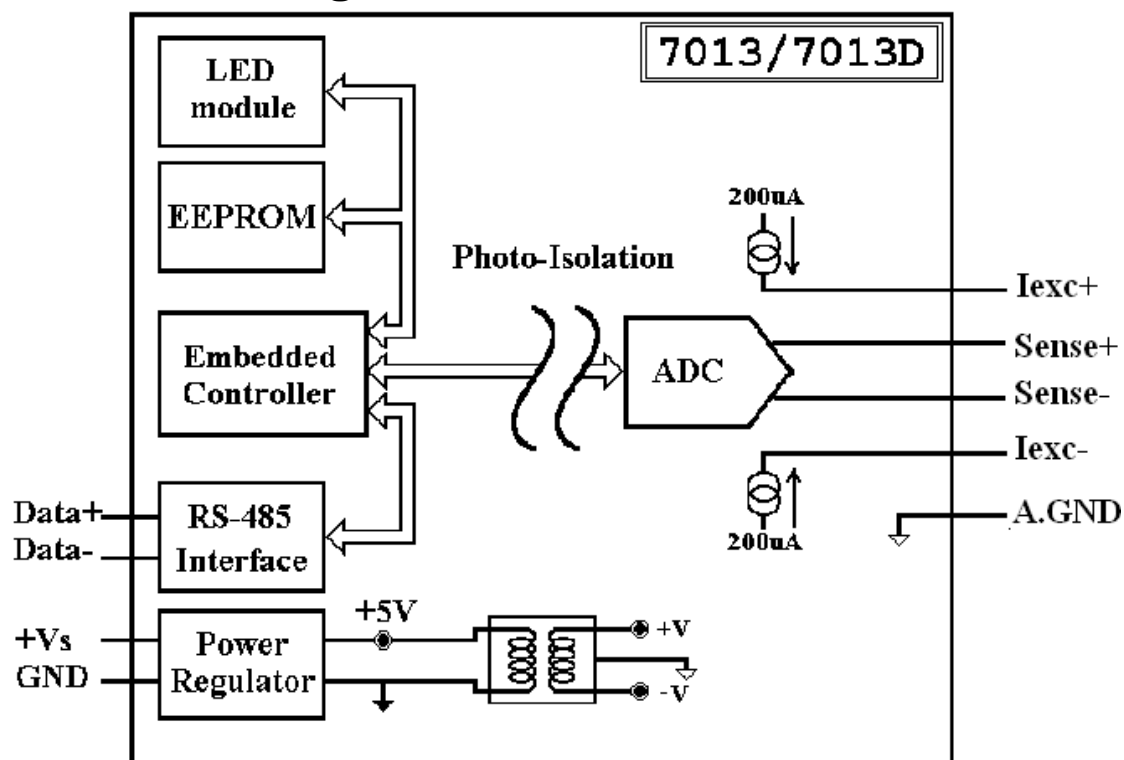 7013/7013D
LED
module
EEPROM
200uA
Photo-Isolation
Iexc+
Embedded
Controller
ADC
Sense+
Sense-
Iexc-
200uA
A.GND
Data+
Data-
RS-485
Interface
+Vs
GND
Power
Regulator
+5V
+V
-V